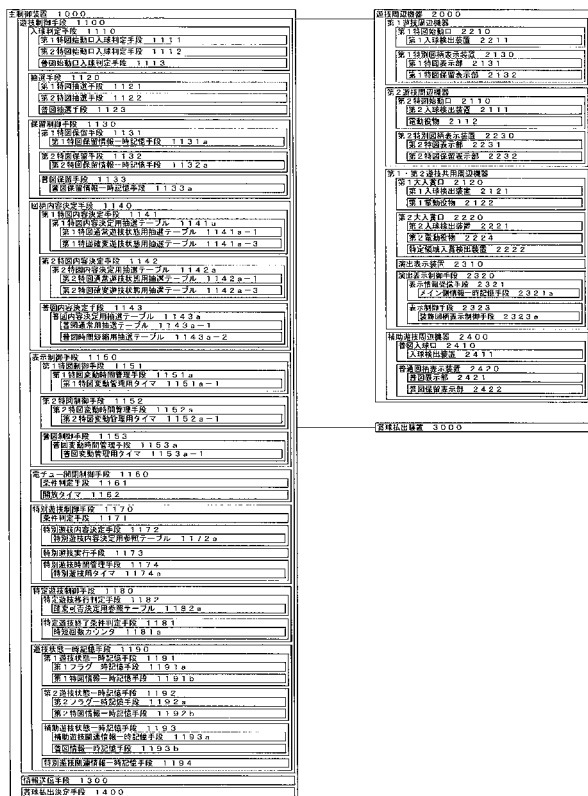 主制御装置 1000
遊技制御手段 1100
入球判定手段 1110
第1特図始動口入球判定手段 1111
第2特図始動口入球判定手段 1112
普図始動口入球判定手段 1113
抽選手段 1120
第1特図抽選手段 1121
第2特図抽選手段 1122
普図抽選手段 1123
保留制御手段 1130
第1特図保留手段 1131
第1特図保留情報一時記憶手段 1131a
第2特図保留手段 1132
第2特図保留情報一時記憶手段 1132a
普図保留手段 1133
普図保留情報一時記憶手段 1133a
図柄内容決定手段 1140
第1特図内容決定手段 1141
第1特図内容決定用抽選テーブル 1141a
第1特図通常遊技状態用抽選テーブル 1141a-1
第1特図確変遊技状態用抽選テーブル 1141a-3
第2特図内容決定手段 1142
第2特図内容決定用抽選テーブル 1142a
第2特図通常遊技状態用抽選テーブル 1142a-1
第2特図確変遊技状態用抽選テーブル 1142a-3
普図内容決定手段 1143
普図内容決定用抽選テーブル 1143a
普図通常用抽選テーブル 1143a-1
普図時間短縮用抽選テーブル 1143a-2
表示制御手段 1150
第1特図制御手段 1151
第1特図変動時間管理手段 1151a
第1特図変動管理用タイマ 1151a-1
第2特図制御手段 1152
第2特図変動時間管理手段 1152a
第2特図変動管理用タイマ 1152a-1
普図制御手段 1153
普図変動時間管理手段 1153a
普図変動管理用タイマ 1153a-1
電チュー開閉制御手段 1160
条件判定手段 1161
開放タイマ 1162
特別遊技制御手段 1170
条件判定手段 1171
特別遊技内容決定手段 1172
特別遊技内容決定用参照テーブル 1172a
特別遊技実行手段 1173
特別遊技時間管理手段 1174
特別遊技用タイマ 1174a
特定遊技制御手段 1180
特定遊技移行判定手段 1182
確変可否決定用参照テーブル 1182a
特定遊技終了条件判定手段 1181
時短回数カウンタ 1181a
遊技状態一時記憶手段 1190
第1遊技状態一時記憶手段 1191
第1フラグ一時記憶手段 1191a
第1特図情報一時記憶手段 1191b
第2遊技状態一時記憶手段 1192
第2フラグ一時記憶手段 1192a
第2特図情報一時記憶手段 1192b
補助遊技状態一時記憶手段 1193
補助遊技関連情報一時記憶手段 1193a
普図情報一時記憶手段 1193b
特別遊技関連情報一時記憶手段 1194
情報送信手段 1300
賞球払出決定手段 1400
遊技周辺機器 2000
第1遊技周辺機器
第1特図始動口 2210
第1入球検出装置 2211
第1特別図柄表示装置 2130
第1特図表示部 2131
第1特図保留表示部 2132
第2遊技周辺機器
第2特図始動口 2110
第2入球検出装置 2111
電動役物 2112
第2特別図柄表示装置 2230
第2特図表示部 2231
第2特図保留表示部 2232
第1・第2遊技共用周辺機器
第1大入賞口 2120
第1入球検出装置 2121
第1電動役物 2122
第2大入賞口 2220
第2入球検出装置 2221
第2電動役物 2224
特定領域入賞検出装置 2222
演出表示装置 2310
演出表示制御手段 2320
表示情報受信手段 2321
メイン側情報一時記憶手段 2321a
表示制御手段 2323
装飾図柄表示制御手段 2323a
補助遊技周辺機器 2400
普図入球口 2410
入球検出装置 2411
普通図柄表示装置 2420
普図表示部 2421
普図保留表示部 2422
賞球払出装置 3000